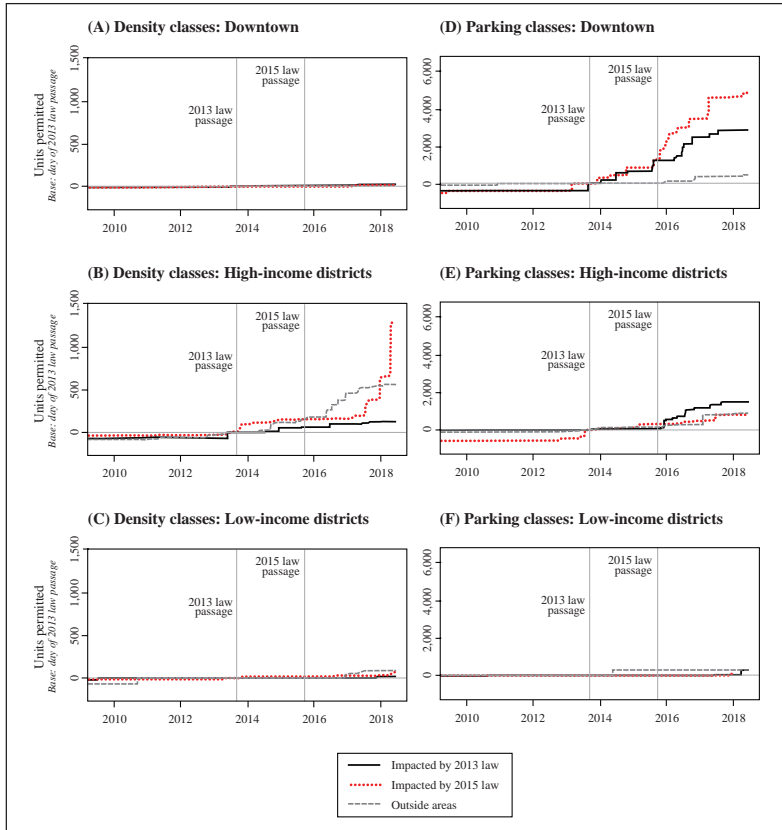 (A) Density classes: Downtown
Units permitted
Base: day of 2013 law passage
0
500
1,000
1,500
2015 law
passage
2013 law
passage
2010
2012
2014
2016
2018
(D) Parking classes: Downtown
0
2,000
4,000
6,000
2015 law
passage
2013 law
passage
2010
2012
2014
2016
2018
(B) Density classes: High-income districts
Units permitted
Base: day of 2013 law passage
0
500
1,000
1,500
2015 law
passage
2013 law
passage
2010
2012
2014
2016
2018
(E) Parking classes: High-income districts
0
2,000
4,000
6,000
2015 law
passage
2013 law
passage
2010
2012
2014
2016
2018
(C) Density classes: Low-income districts
Units permitted
Base: day of 2013 law passage
0
500
1,000
1,500
2015 law
passage
2013 law
passage
2010
2012
2014
2016
2018
(F) Parking classes: Low-income districts
0
2,000
4,000
6,000
2015 law
passage
2013 law
passage
2010
2012
2014
2016
2018
Impacted by 2013 law
Impacted by 2015 law
Outside areas